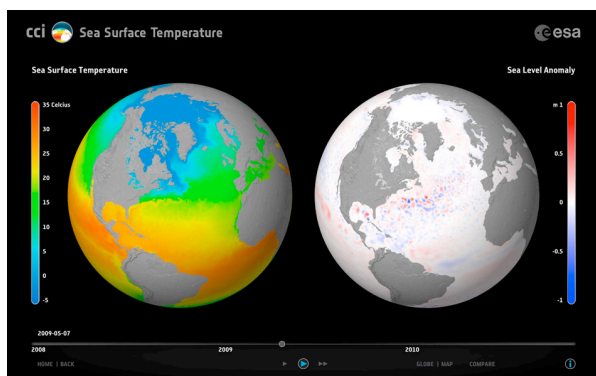 cci Sea Surface Temperature
esa
Sea Surface Temperature
Sea Level Anomaly
35 Celcius
30
25
20
15
10
5
0
-5
m 1
0.5
0
-0.5
-1
2009-05-07
2008
2009
2010
HOME | BACK
GLOBE | MAP
COMPARE
i